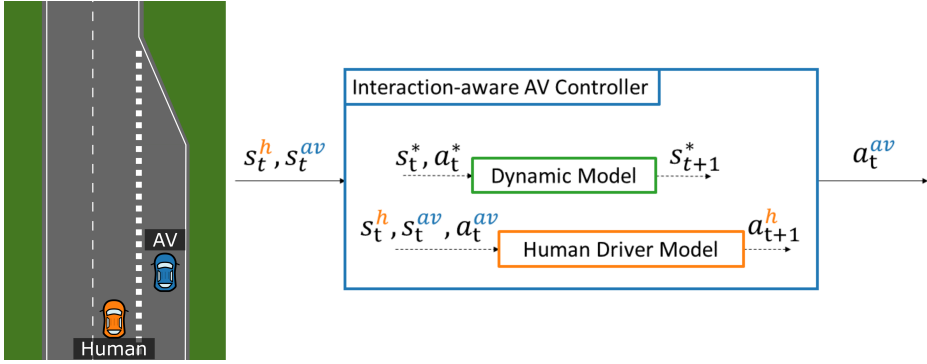 AV
Human
Interaction-aware AV Controller
s_t^h, s_t^{av}
s_t^*, a_t^*
Dynamic Model
s_{t+1}^*
a_t^{av}
s_t^h, s_t^{av}, a_t^{av}
Human Driver Model
a_{t+1}^h